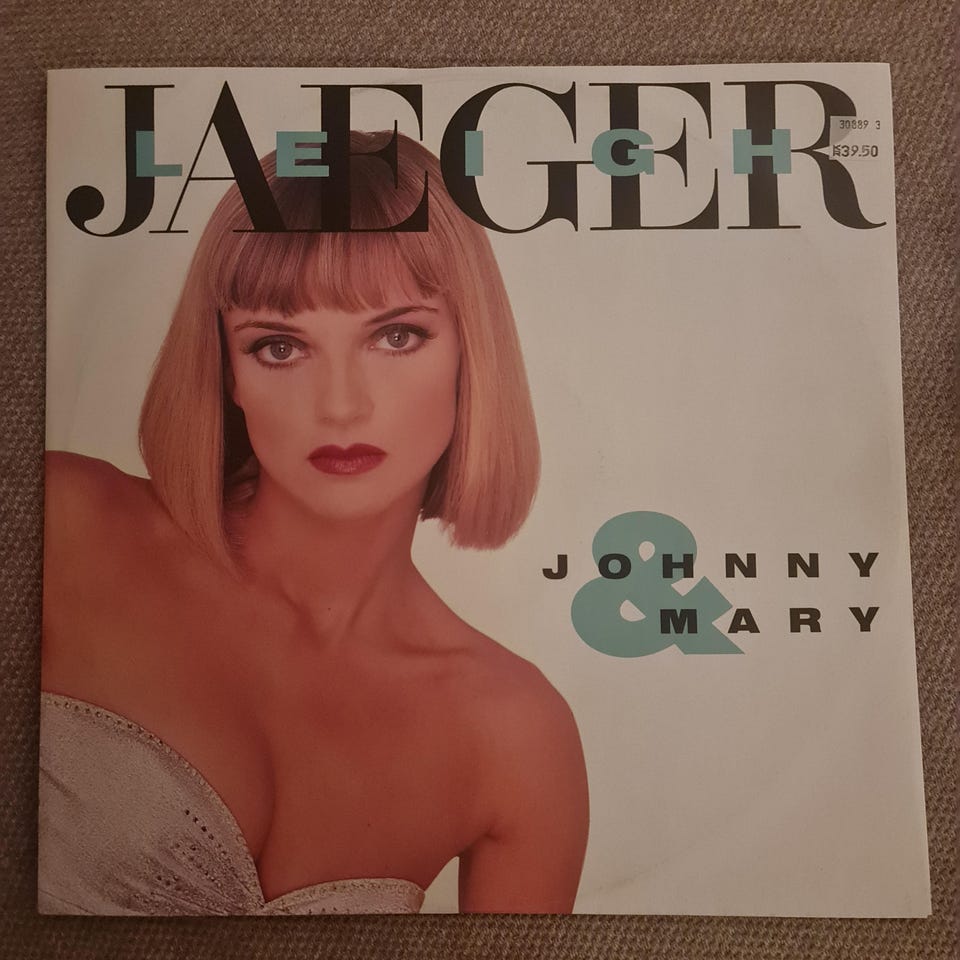 JAEGER
LEIGH
30889 3
39.50
JOHNNY
&
MARY